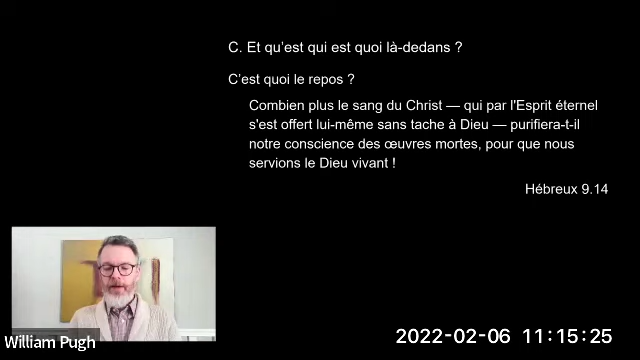 C. Et qu'est qui est quoi là-dedans ?
C'est quoi le repos ?
Combien plus le sang du Christ — qui par l'Esprit éternel
s'est offert lui-même sans tache à Dieu — purifiera-t-il
notre conscience des œuvres mortes, pour que nous
servions le Dieu vivant !
Hébreux 9.14
William Pugh
2022-02-06 11:15:25